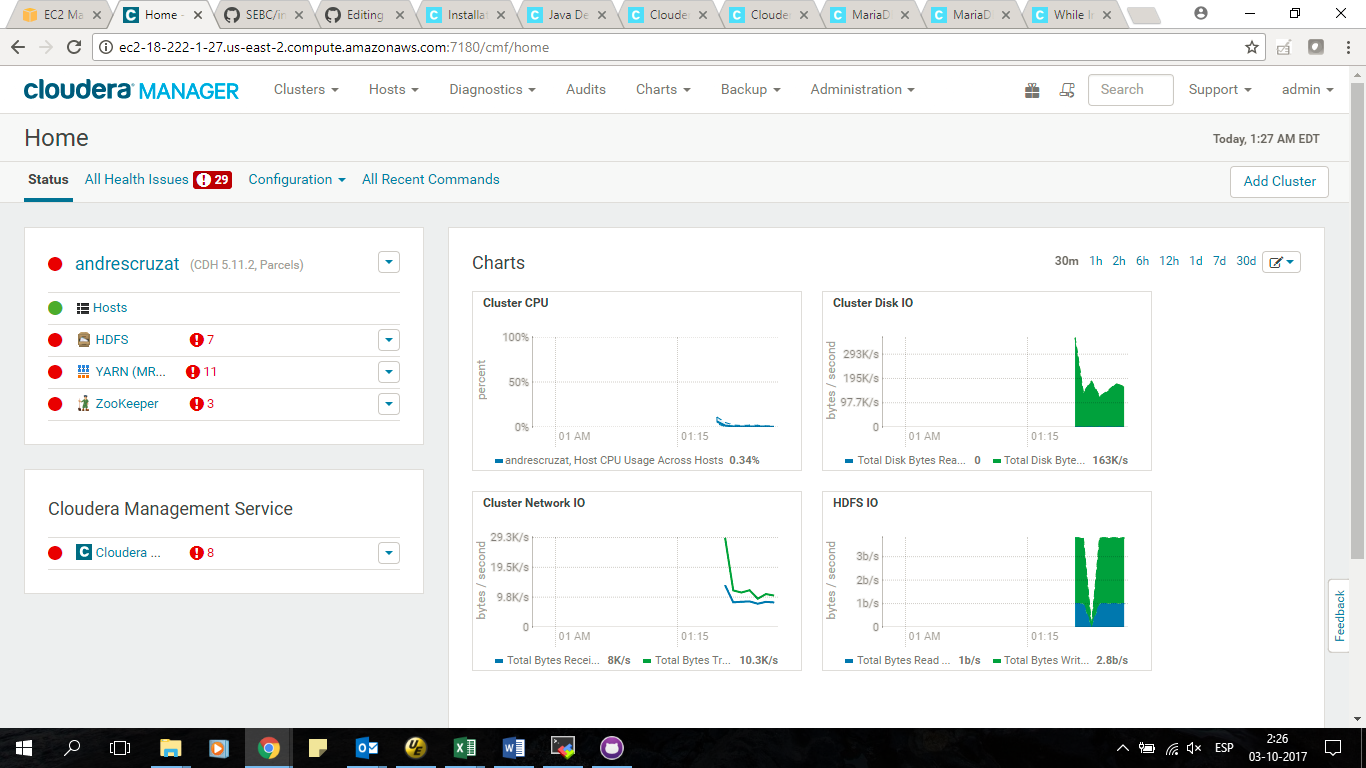 EC2 Ma
Home -
SEBC/in
Editing
Installa
Java De
Clouder
Clouder
MariaD
MariaD
While In
ec2-18-222-1-27.us-east-2.compute.amazonaws.com:7180/cmf/home
cloudera MANAGER Clusters Hosts Diagnostics Audits Charts Backup Administration Search Support admin
Home
Today, 1:27 AM EDT
Status All Health Issues 29 Configuration All Recent Commands
Add Cluster
andrescruzat (CDH 5.11.2, Parcels)
Hosts
HDFS 7
YARN (MR... 11
ZooKeeper 3
Cloudera Management Service
Cloudera ... 8
Charts
30m 1h 2h 6h 12h 1d 7d 30d
Cluster CPU
percent
100%
50%
0%
01 AM 01:15
andrescruzat, Host CPU Usage Across Hosts 0.34%
Cluster Disk IO
bytes / second
293K/s
195K/s
97.7K/s
0
01 AM 01:15
Total Disk Bytes Rea... 0 Total Disk Byte... 163K/s
Cluster Network IO
bytes / second
29.3K/s
19.5K/s
9.8K/s
0
01 AM 01:15
Total Bytes Recei... 8K/s Total Bytes Tr... 10.3K/s
HDFS IO
bytes / second
3b/s
2b/s
1b/s
0
01 AM 01:15
Total Bytes Read ... 1b/s Total Bytes Writ... 2.8b/s
Feedback
ESP
2:26
03-10-2017